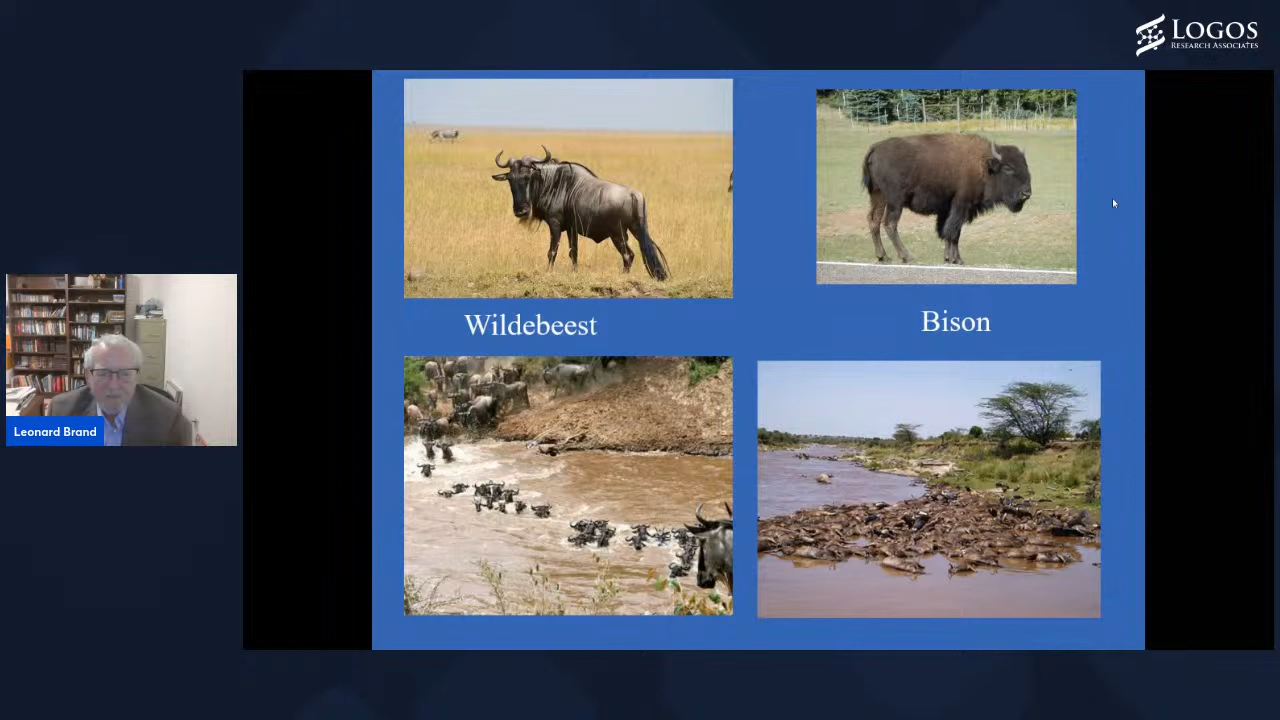 LOGOS
RESEARCH ASSOCIATES
Wildebeest
Bison
Leonard Brand